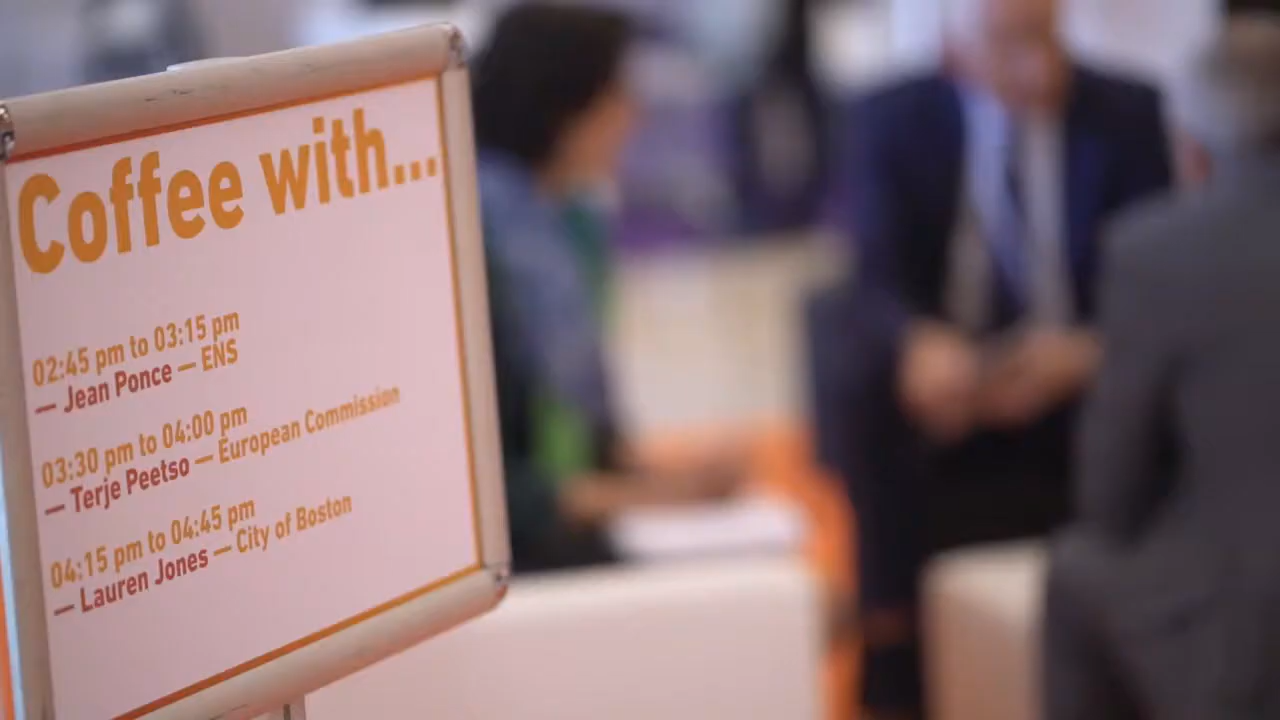 Coffee with...
02:45 pm to 03:15 pm
— Jean Ponce — ENS
03:30 pm to 04:00 pm
— Terje Peetso — European Commission
04:15 pm to 04:45 pm
— Lauren Jones — City of Boston